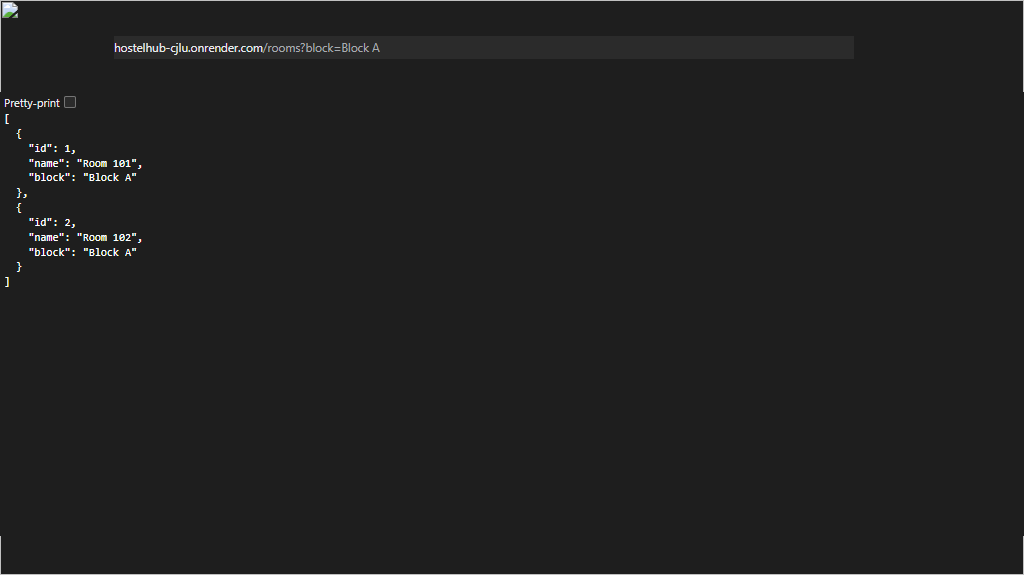 hostelhub-cjlu.onrender.com/rooms?block=Block A
Pretty-print
[
  {
    "id": 1,
    "name": "Room 101",
    "block": "Block A"
  },
  {
    "id": 2,
    "name": "Room 102",
    "block": "Block A"
  }
]